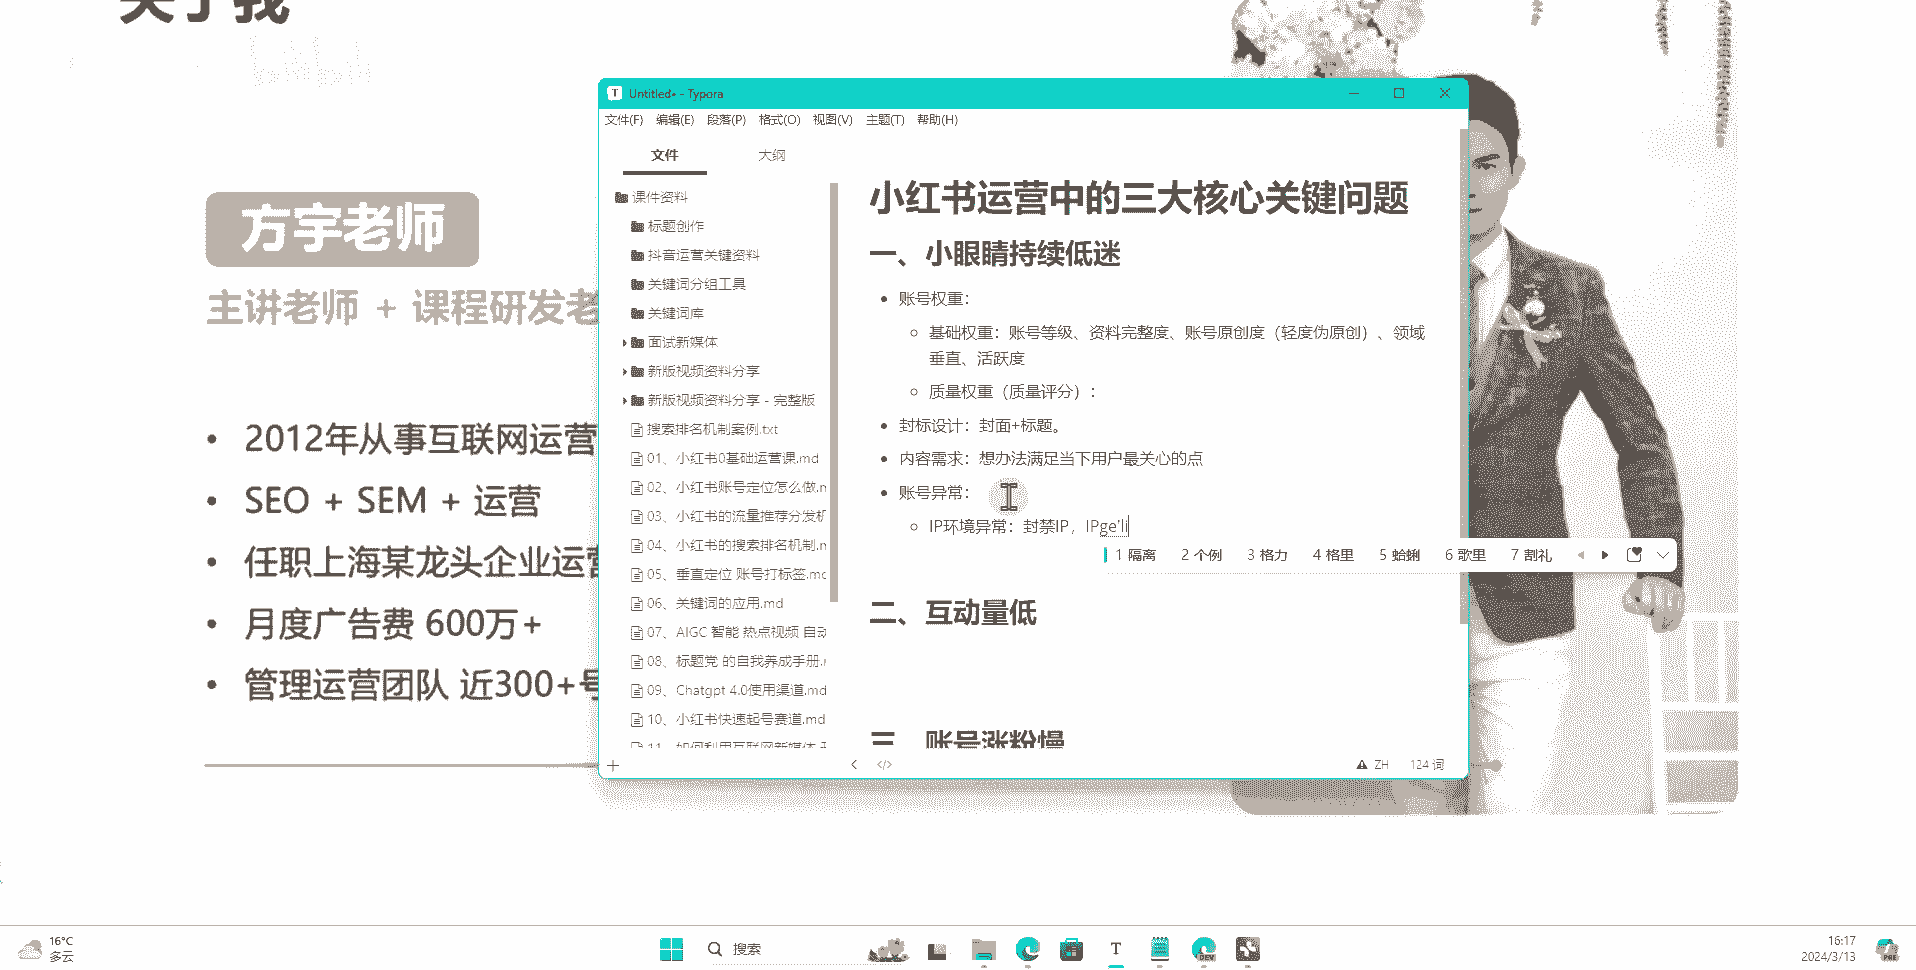 关于我
方宇老师
主讲老师 + 课程研发老
2012年从事互联网运营
SEO + SEM + 运营
任职上海某龙头企业运营
月度广告费 600万+
管理运营团队 近300+号
Untitled• - Typora
文件(F) 编辑(E) 段落(P) 格式(O) 视图(V) 主题(T) 帮助(H)
文件 大纲
课件资料
标题创作
抖音运营关键资料
关键词分组工具
关键词库
面试新媒体
新版视频资料分享
新版视频资料分享 - 完整版
搜索排名机制案例.txt
01、小红书0基础运营课.md
02、小红书账号定位怎么做.m
03、小红书的流量推荐分发机
04、小红书的搜索排名机制.m
05、垂直定位 账号打标签.md
06、关键词的应用.md
07、AIGC 智能 热点视频 自动
08、标题党 的自我养成手册.m
09、Chatgpt 4.0使用渠道.md
10、小红书快速起号赛道.md
11、如何利用互联网新媒体
小红书运营中的三大核心关键问题
一、小眼睛持续低迷
账号权重：
基础权重：账号等级、资料完整度、账号原创度（轻度伪原创）、领域
垂直、活跃度
质量权重（质量评分）：
封标设计：封面+标题。
内容需求：想办法满足当下用户最关心的点
账号异常：
IP环境异常：封禁IP，IPge'li
1 隔离 2 个例 3 格力 4 格里 5 蛤蜊 6 歌里 7 割礼
二、互动量低
三、账号涨粉慢
ZH 124 词
16°C
多云
搜索
16:17
2024/3/13